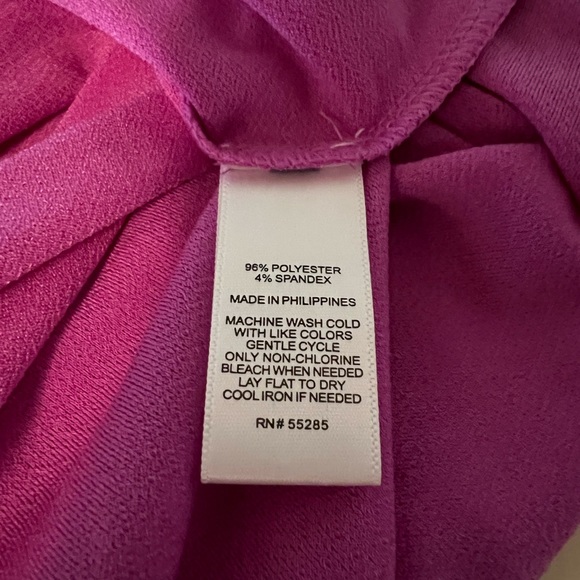 96% POLYESTER
4% SPANDEX
MADE IN PHILIPPINES
MACHINE WASH COLD
WITH LIKE COLORS
GENTLE CYCLE
ONLY NON-CHLORINE
BLEACH WHEN NEEDED
LAY FLAT TO DRY
COOL IRON IF NEEDED
RN# 55285